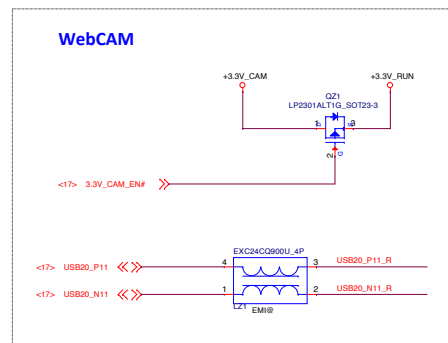 WebCAM
+3.3V_CAM
+3.3V_RUN
QZ1
LP2301ALT1G_SOT23-3
1
D
S
3
2
G
<17> 3.3V_CAM_EN#
EXC24CQ900U_4P
<17> USB20_P11
4
3
USB20_P11_R
<17> USB20_N11
1
2
USB20_N11_R
LZ1
EMI@